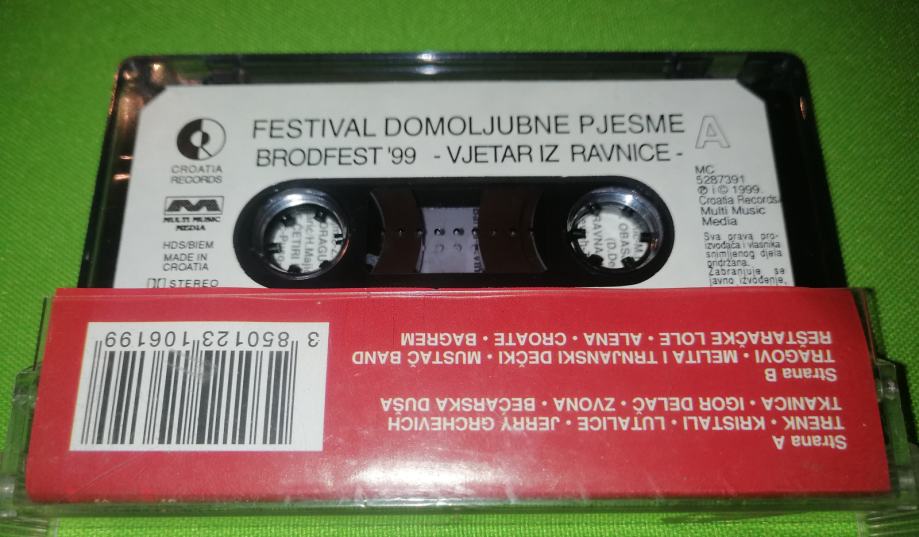 FESTIVAL DOMOLJUBNE PJESME
BRODFEST '99 - VJETAR IZ RAVNICE -
A
CROATIA
RECORDS
MULTI MUSIC
MEDIA
HDS/BIEM
MADE IN
CROATIA
STEREO
MC
5287391
℗ i © 1999.
Croatia Records/
Multi Music
Media
Sva prava pro-
izvođača i vlasnika
snimljenog djela
pridržana.
Zabranjuje se
javno izvođenje,
Strana A
TRENK • KRISTALI • LUTALICE • JERRY GRCHEVICH
TKANICA • IGOR DELAČ • ZVONA • BEĆARSKA DUŠA
Strana B
TRAGOVI • MELITA I TRNJANSKI DEČKI • MUSTAČ BAND
REŠTARAČKE LOLE • ALENA • CROATE • BAGREM
3 850123 106199